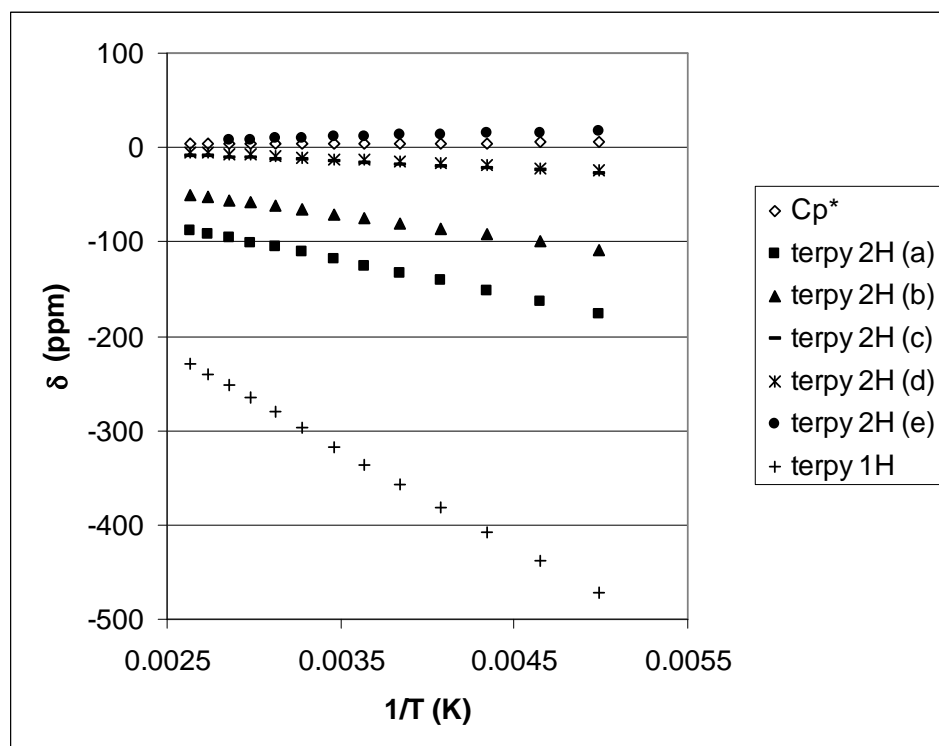 100
0
-100
-200
-300
-400
-500
δ (ppm)
0.0025 0.0035 0.0045 0.0055
1/T (K)
Cp*
terpy 2H (a)
terpy 2H (b)
terpy 2H (c)
terpy 2H (d)
terpy 2H (e)
terpy 1H